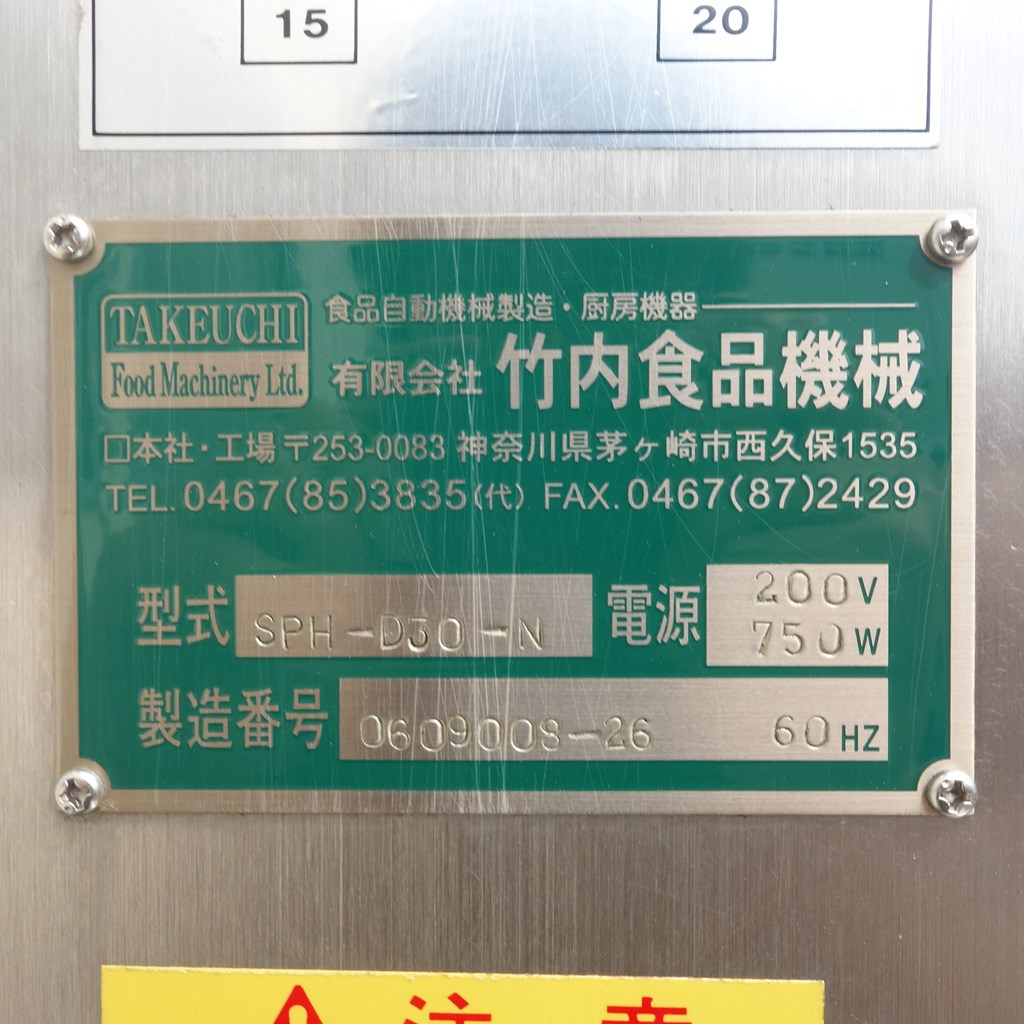 15
20
TAKEUCHI
Food Machinery Ltd.
食品自動機械製造・厨房機器
有限会社 竹内食品機械
□本社・工場 〒253-0083 神奈川県茅ヶ崎市西久保1535
TEL. 0467(85)3835(代) FAX. 0467(87)2429
型式 SPH-D30-N
電源 200V
750W
製造番号 0609008-26 60HZ
注意